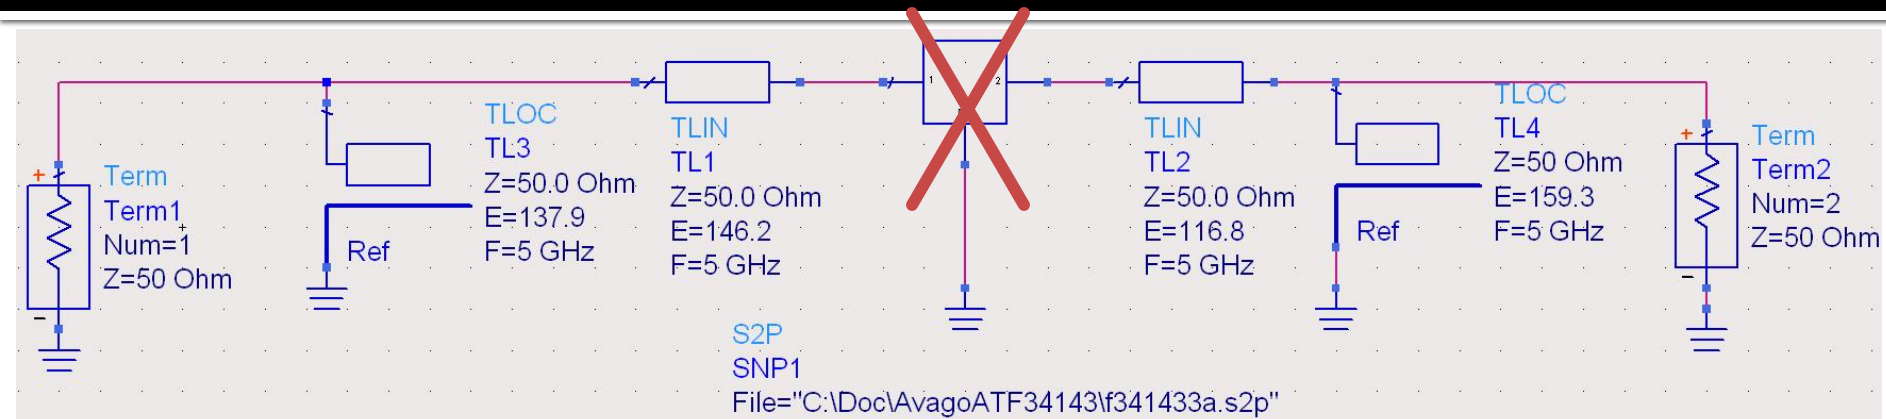 +
Term
Term1
Num=1
Z=50 Ohm
−
Ref
TLOC
TL3
Z=50.0 Ohm
E=137.9
F=5 GHz
TLIN
TL1
Z=50.0 Ohm
E=146.2
F=5 GHz
1
2
S2P
SNP1
File="C:\Doc\AvagoATF34143\f341433a.s2p"
TLIN
TL2
Z=50.0 Ohm
E=116.8
F=5 GHz
Ref
TLOC
TL4
Z=50 Ohm
E=159.3
F=5 GHz
+
Term
Term2
Num=2
Z=50 Ohm
−